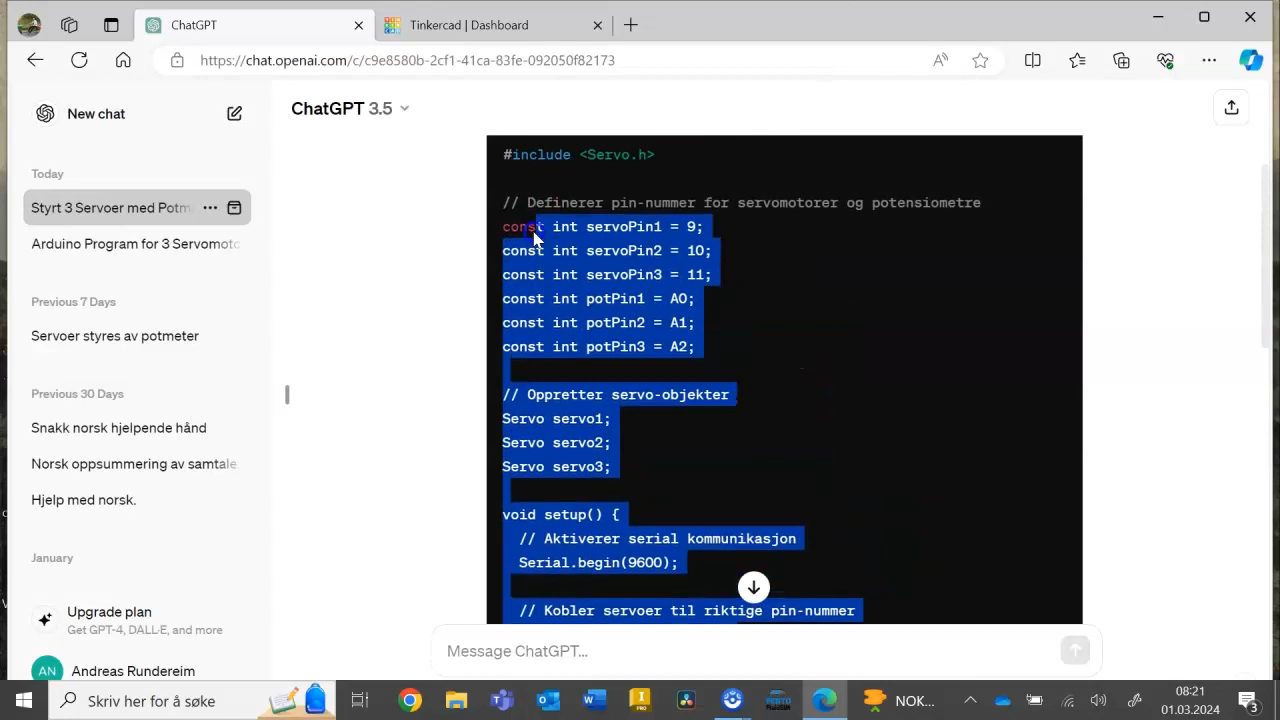 ChatGPT
Tinkercad | Dashboard
https://chat.openai.com/c/c9e8580b-2cf1-41ca-83fe-092050f82173
New chat
ChatGPT 3.5
Today
Styrt 3 Servoer med Potm
Arduino Program for 3 Servomoto
Previous 7 Days
Servoer styres av potmeter
Previous 30 Days
Snakk norsk hjelpende hånd
Norsk oppsummering av samtale
Hjelp med norsk.
January
Upgrade plan
Get GPT-4, DALL·E, and more
AN
Andreas Rundereim
#include <Servo.h>
// Definerer pin-nummer for servomotorer og potensiometre
const int servoPin1 = 9;
const int servoPin2 = 10;
const int servoPin3 = 11;
const int potPin1 = A0;
const int potPin2 = A1;
const int potPin3 = A2;
// Oppretter servo-objekter
Servo servo1;
Servo servo2;
Servo servo3;
void setup() {
// Aktiverer serial kommunikasjon
Serial.begin(9600);
// Kobler servoer til riktige pin-nummer
Message ChatGPT...
Skriv her for å søke
PRO
NOK...
08:21
01.03.2024
3